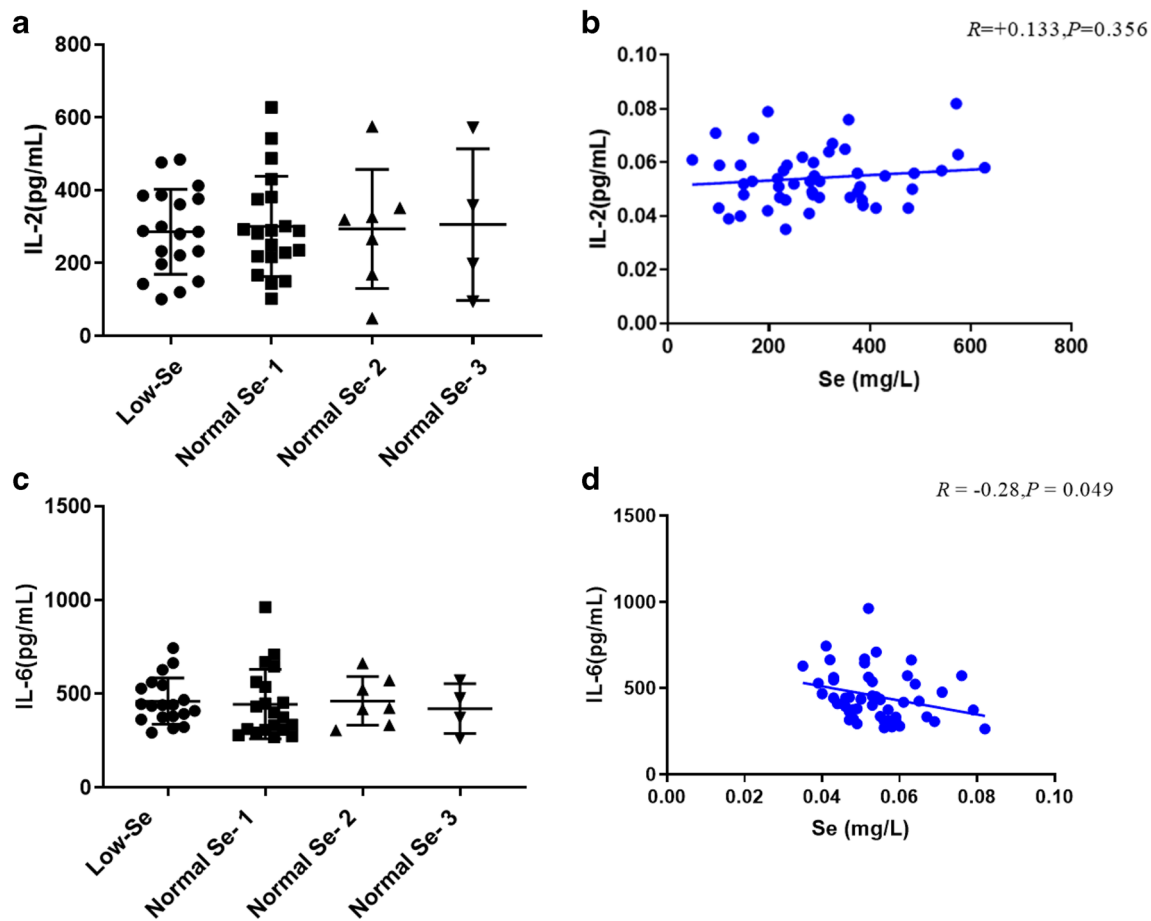 a
800
600
400
200
0
IL-2(pg/mL)
Low-Se
Normal Se- 1
Normal Se- 2
Normal Se- 3
b
R=+0.133,P=0.356
0.10
0.08
0.06
0.04
0.02
0.00
IL-2(pg/mL)
0 200 400 600 800
Se (mg/L)
c
1500
1000
500
0
IL-6(pg/mL)
Low-Se
Normal Se- 1
Normal Se- 2
Normal Se- 3
d
R = -0.28,P = 0.049
1500
1000
500
0
IL-6(pg/mL)
0.00 0.02 0.04 0.06 0.08 0.10
Se (mg/L)